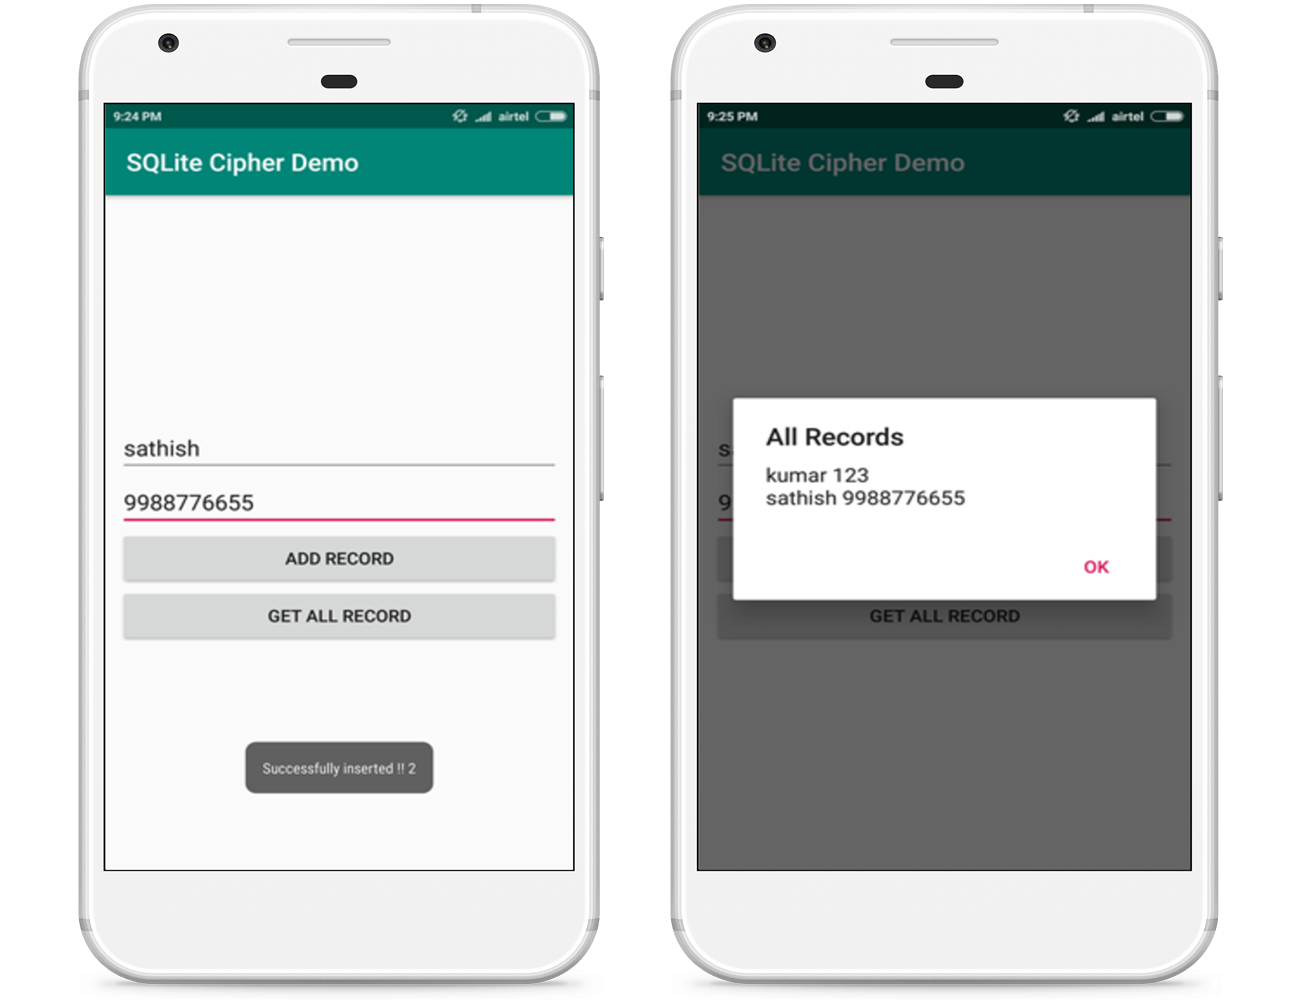 9:24 PM airtel
SQLite Cipher Demo
sathish
9988776655
ADD RECORD
GET ALL RECORD
Successfully inserted !! 2
9:25 PM airtel
SQLite Cipher Demo
All Records
kumar 123
sathish 9988776655
OK
GET ALL RECORD